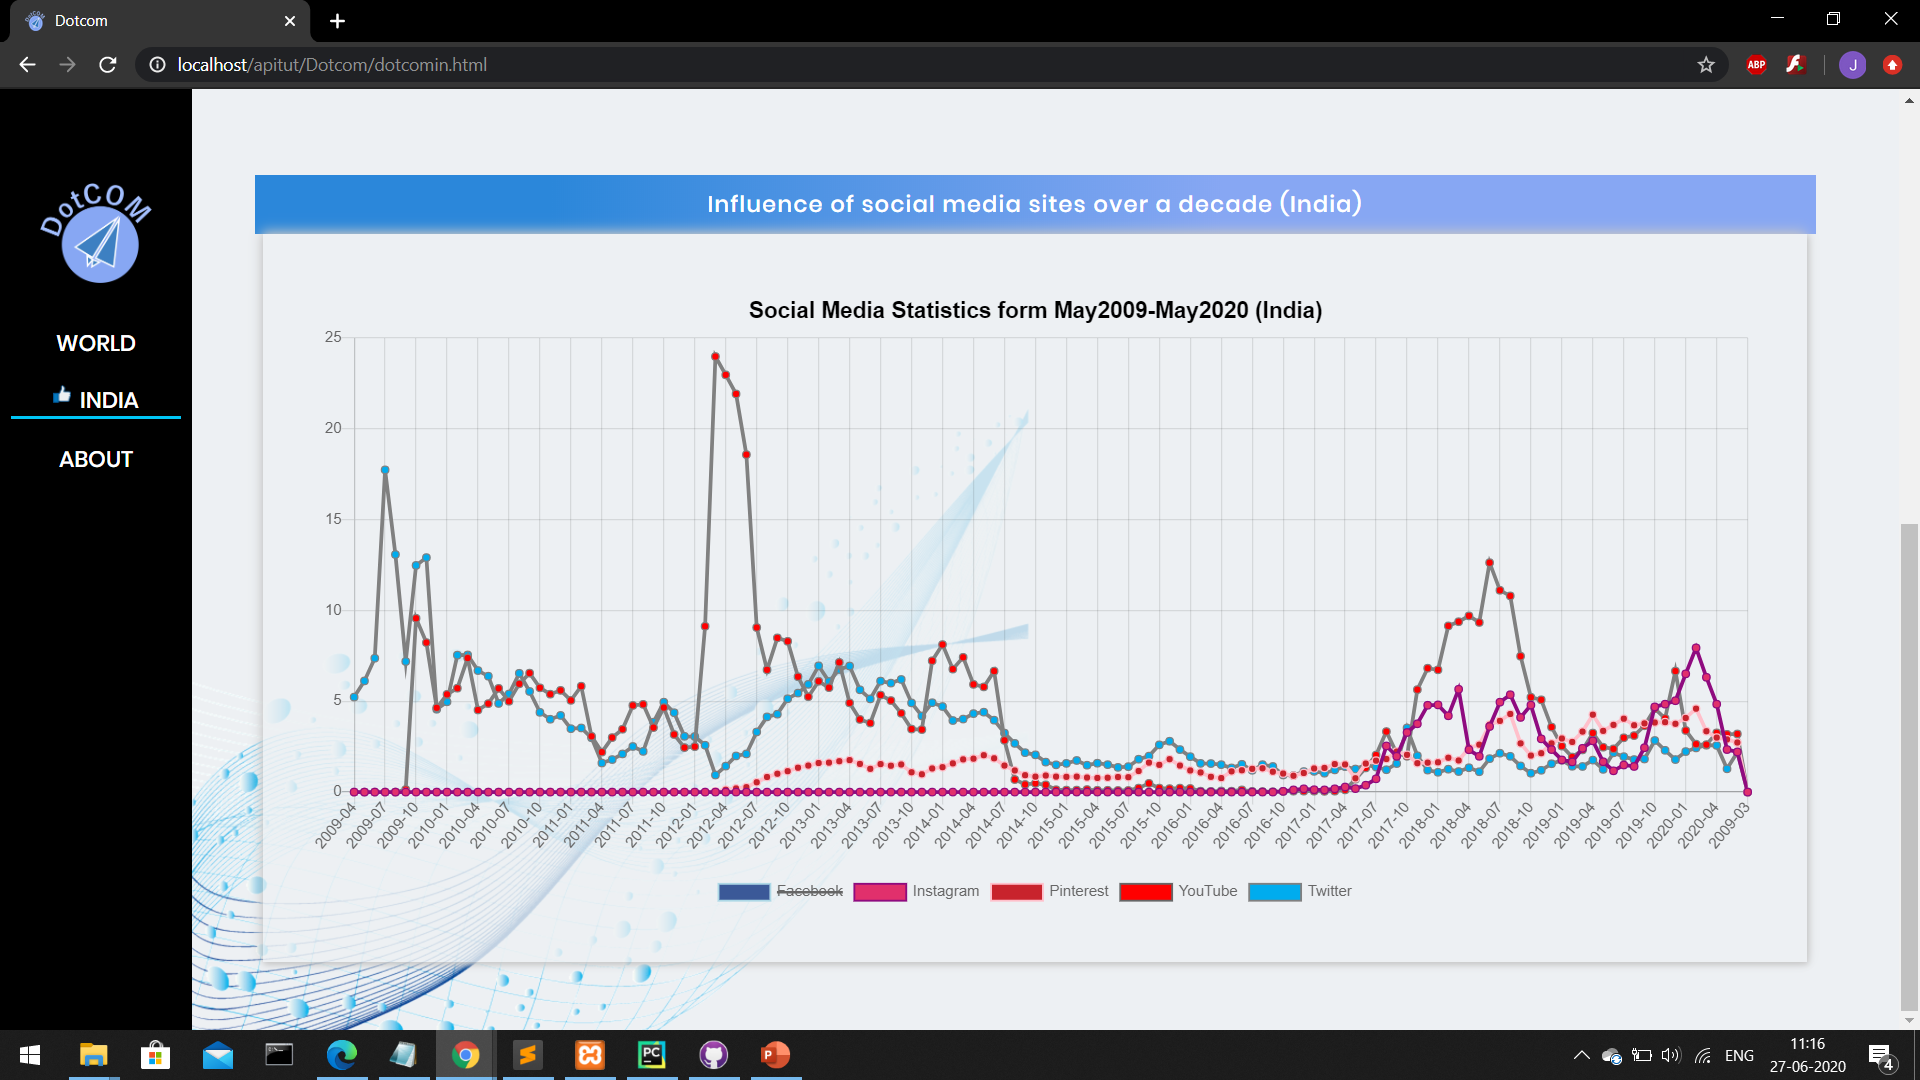 Dotcom
localhost/apitut/Dotcom/dotcomin.html
ABP
J
DotCOM
WORLD
INDIA
ABOUT
Influence of social media sites over a decade (India)
Social Media Statistics form May2009-May2020 (India)
25
20
15
10
5
0
2009-04 2009-07 2009-10 2010-01 2010-04 2010-07 2010-10 2011-01 2011-04 2011-07 2011-10 2012-01 2012-04 2012-07 2012-10 2013-01 2013-04 2013-07 2013-10 2014-01 2014-04 2014-07 2014-10 2015-01 2015-04 2015-07 2015-10 2016-01 2016-04 2016-07 2016-10 2017-01 2017-04 2017-07 2017-10 2018-01 2018-04 2018-07 2018-10 2019-01 2019-04 2019-07 2019-10 2020-01 2020-04 2009-03
Facebook Instagram Pinterest YouTube Twitter
PC
P
ENG
11:16
27-06-2020
4